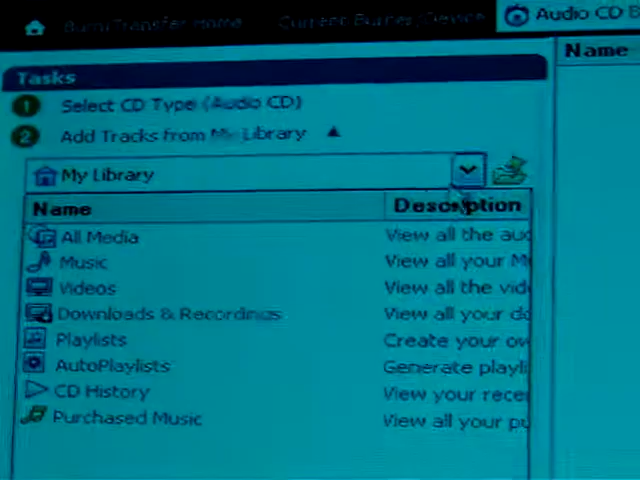 Burn/Transfer Home Current Burner/Device Audio CD B
Tasks Name
1 Select CD Type (Audio CD)
2 Add Tracks from My Library
My Library
Name Description
All Media View all the aud
Music View all your M
Videos View all the vid
Downloads & Recordings View all your do
Playlists Create your ow
AutoPlaylists Generate playli
CD History View your rece
Purchased Music View all your pu